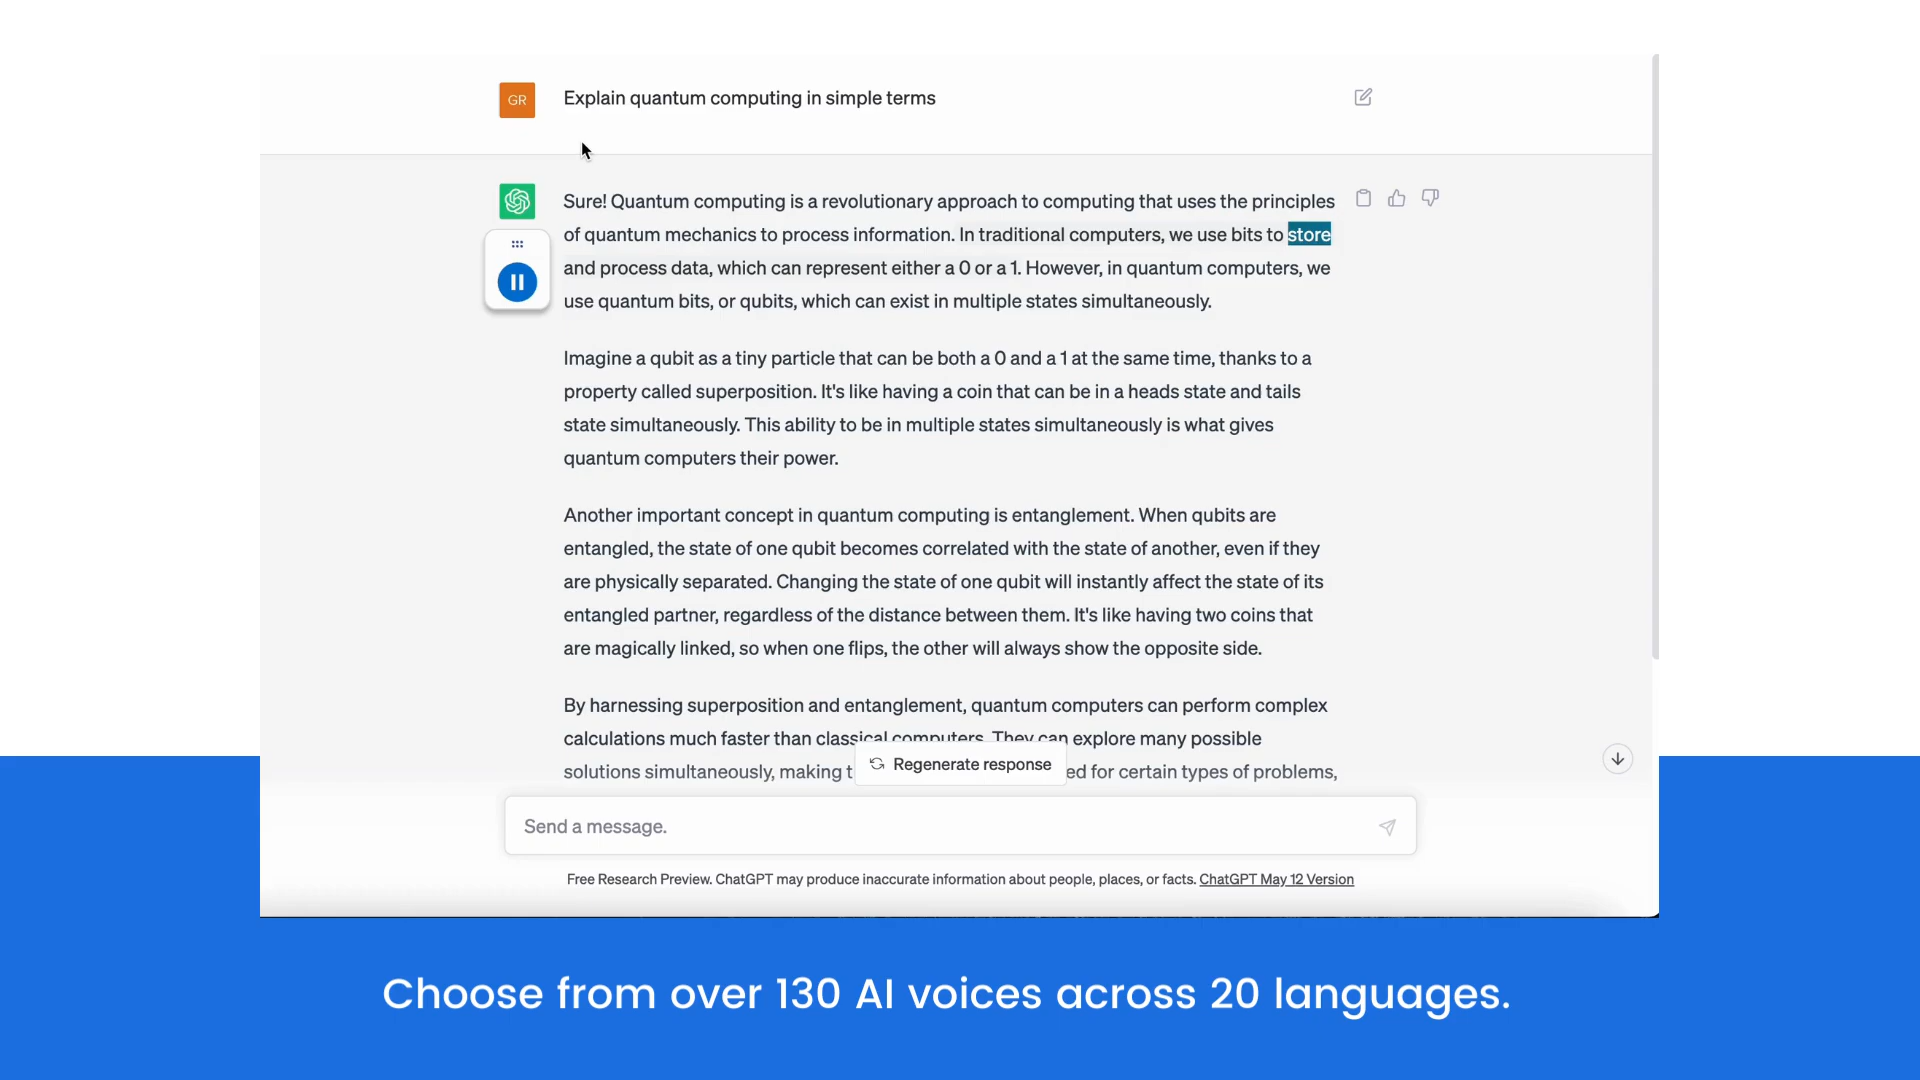 GR
Explain quantum computing in simple terms
Sure! Quantum computing is a revolutionary approach to computing that uses the principles
of quantum mechanics to process information. In traditional computers, we use bits to store
and process data, which can represent either a 0 or a 1. However, in quantum computers, we
use quantum bits, or qubits, which can exist in multiple states simultaneously.
Imagine a qubit as a tiny particle that can be both a 0 and a 1 at the same time, thanks to a
property called superposition. It's like having a coin that can be in a heads state and tails
state simultaneously. This ability to be in multiple states simultaneously is what gives
quantum computers their power.
Another important concept in quantum computing is entanglement. When qubits are
entangled, the state of one qubit becomes correlated with the state of another, even if they
are physically separated. Changing the state of one qubit will instantly affect the state of its
entangled partner, regardless of the distance between them. It's like having two coins that
are magically linked, so when one flips, the other will always show the opposite side.
By harnessing superposition and entanglement, quantum computers can perform complex
calculations much faster than classical computers. They can explore many possible
solutions simultaneously, making t
Regenerate response
ed for certain types of problems,
Send a message.
Free Research Preview. ChatGPT may produce inaccurate information about people, places, or facts. ChatGPT May 12 Version
Choose from over 130 AI voices across 20 languages.